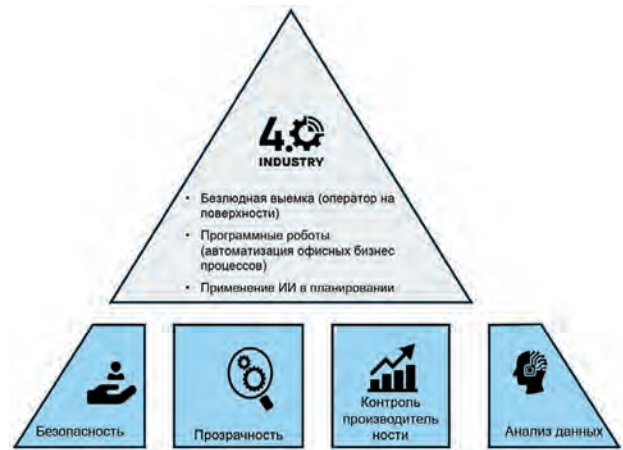 4.0
INDUSTRY
• Безлюдная выемка (оператор на
поверхности)
• Программные роботы
(автоматизация офисных бизнес
процессов)
• Применение ИИ в планировании
Безопасность
Прозрачность
Контроль
производитель
ности
Анализ данных